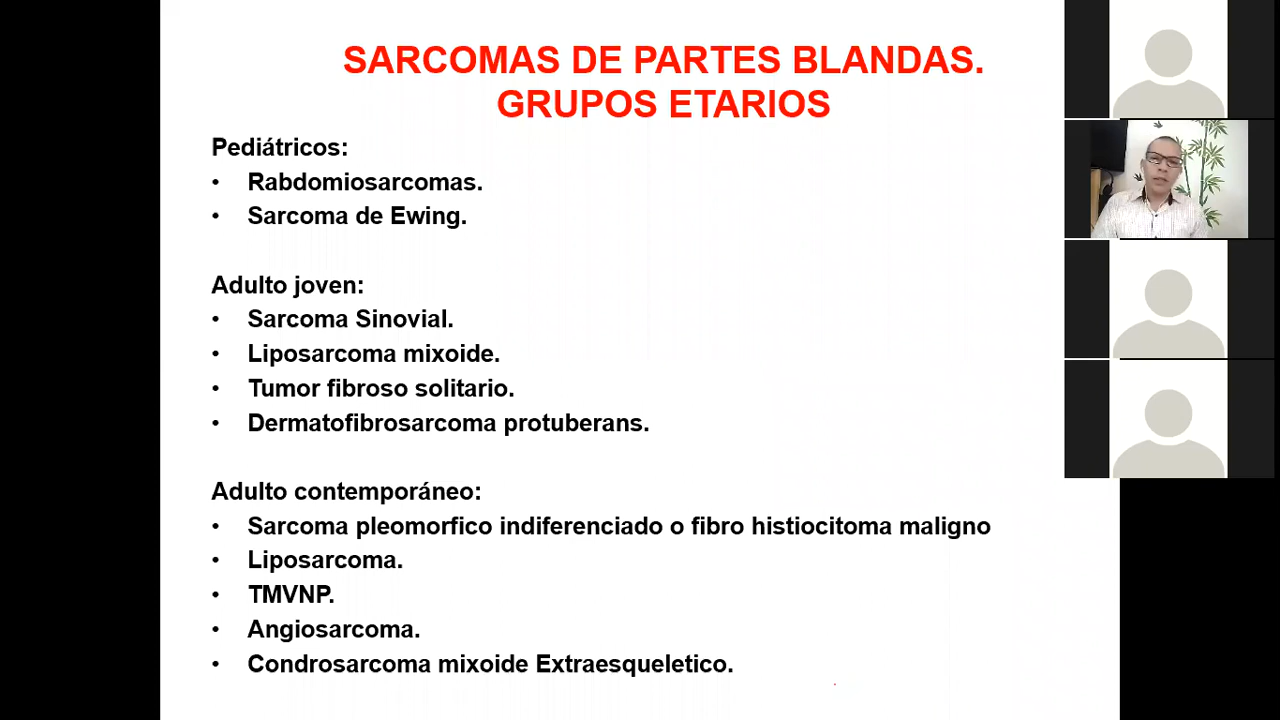 SARCOMAS DE PARTES BLANDAS.
GRUPOS ETARIOS
Pediátricos:
• Rabdomiosarcomas.
• Sarcoma de Ewing.
Adulto joven:
• Sarcoma Sinovial.
• Liposarcoma mixoide.
• Tumor fibroso solitario.
• Dermatofibrosarcoma protuberans.
Adulto contemporáneo:
• Sarcoma pleomorfico indiferenciado o fibro histiocitoma maligno
• Liposarcoma.
• TMVNP.
• Angiosarcoma.
• Condrosarcoma mixoide Extraesqueletico.